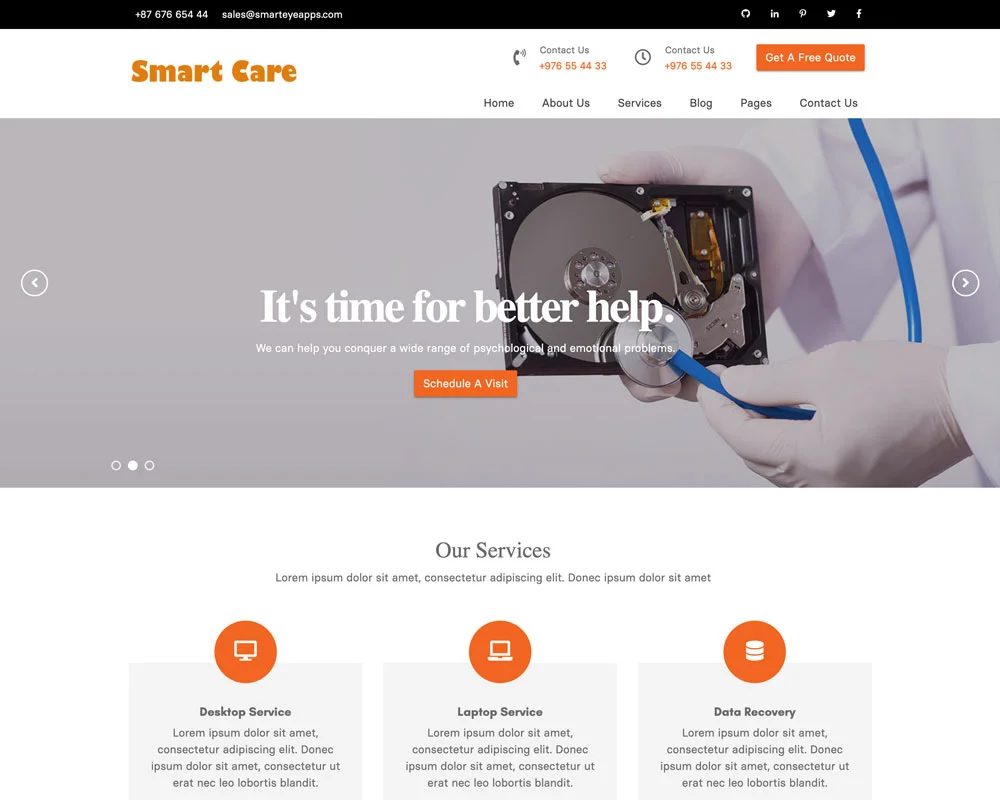 +87 676 654 44 sales@smarteyeapps.com
Smart Care
Contact Us
+976 55 44 33
Contact Us
+976 55 44 33
Get A Free Quote
Home About Us Services Blog Pages Contact Us
It's time for better help.
We can help you conquer a wide range of psychological and emotional problems.
Schedule A Visit
Our Services
Lorem ipsum dolor sit amet, consectetur adipiscing elit. Donec ipsum dolor sit amet
Desktop Service
Lorem ipsum dolor sit amet,
consectetur adipiscing elit. Donec
ipsum dolor sit amet, consectetur ut
erat nec leo lobortis blandit.
Laptop Service
Lorem ipsum dolor sit amet,
consectetur adipiscing elit. Donec
ipsum dolor sit amet, consectetur ut
erat nec leo lobortis blandit.
Data Recovery
Lorem ipsum dolor sit amet,
consectetur adipiscing elit. Donec
ipsum dolor sit amet, consectetur ut
erat nec leo lobortis blandit.